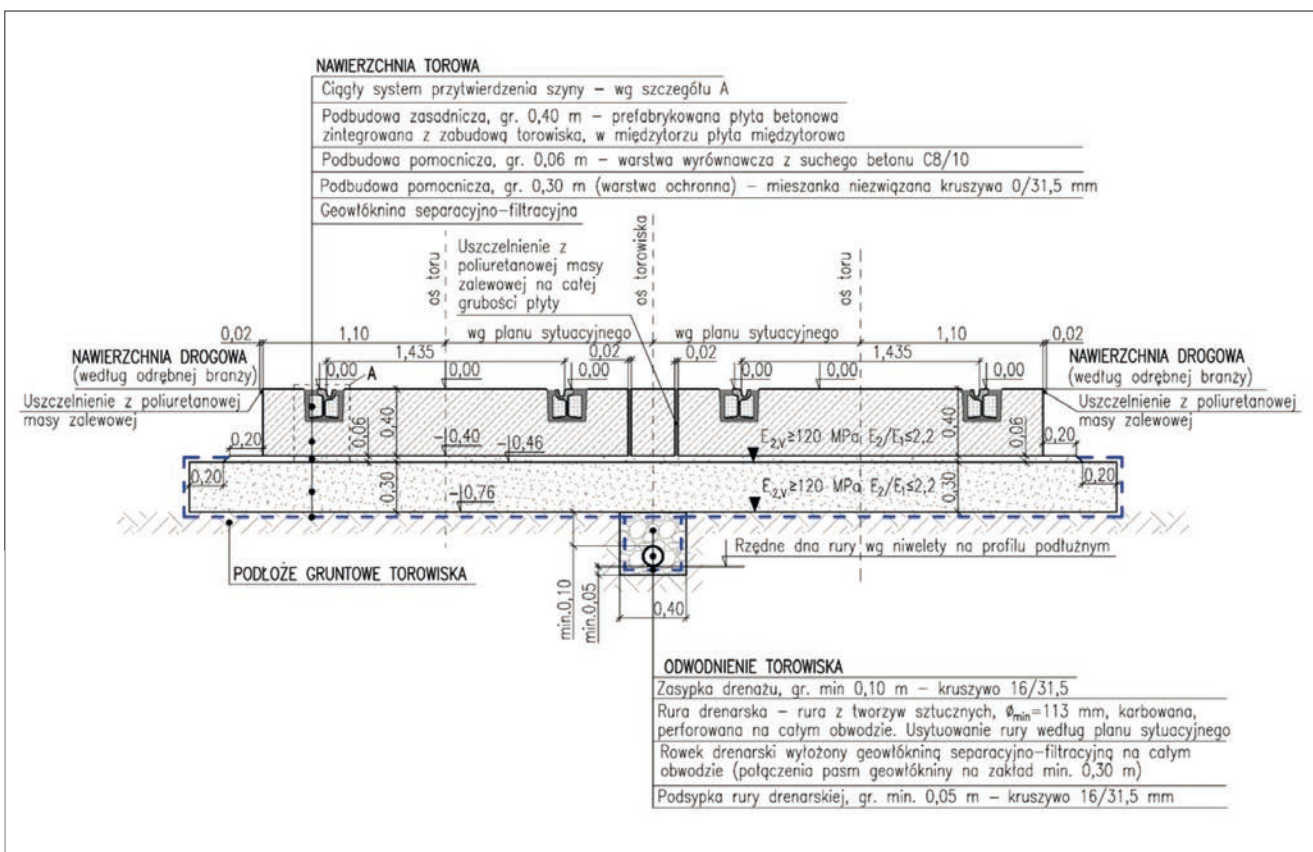 NAWIERZCHNIA TOROWA
Ciągły system przytwierdzenia szyny – wg szczegółu A
Podbudowa zasadnicza, gr. 0,40 m – prefabrykowana płyta betonowa
zintegrowana z zabudową torowiska, w międzytorzu płyta międzytorowa
Podbudowa pomocnicza, gr. 0,06 m – warstwa wyrównawcza z suchego betonu C8/10
Podbudowa pomocnicza, gr. 0,30 m (warstwa ochronna) – mieszanka niezwiązana kruszywa 0/31,5 mm
Geowłóknina separacyjno–filtracyjna
oś toru
Uszczelnienie z
poliuretanowej masy
zalewowej na całej
grubości płyty
oś torowiska
oś toru
0,02
1,10
wg planu sytuacyjnego
wg planu sytuacyjnego
1,10
0,02
NAWIERZCHNIA DROGOWA
(według odrębnej branży)
Uszczelnienie z poliuretanowej
masy zalewowej
1,435
0,02
0,02
1,435
NAWIERZCHNIA DROGOWA
(według odrębnej branży)
Uszczelnienie z poliuretanowej
masy zalewowej
0,00
A
0,00
0,00
0,00
0,00
0,00
0,20
0,06
0,40
–0,40
–0,46
E2,V≥120 MPa E2/E1≤2,2
0,40
0,06
0,20
0,20
0,30
–0,76
E2,V≥120 MPa E2/E1≤2,2
0,30
0,20
PODŁOŻE GRUNTOWE TOROWISKA
min.0,10
min.0,05
0,40
Rzędne dna rury wg niwelety na profilu podłużnym
ODWODNIENIE TOROWISKA
Zasypka drenażu, gr. min 0,10 m – kruszywo 16/31,5
Rura drenarska – rura z tworzyw sztucznych, ømin=113 mm, karbowana,
perforowana na całym obwodzie. Usytuowanie rury według planu sytuacyjnego
Rowek drenarski wyłożony geowłókniną separacyjno–filtracyjną na całym
obwodzie (połączenia pasm geowłókniny na zakład min. 0,30 m)
Podsypka rury drenarskiej, gr. min. 0,05 m – kruszywo 16/31,5 mm